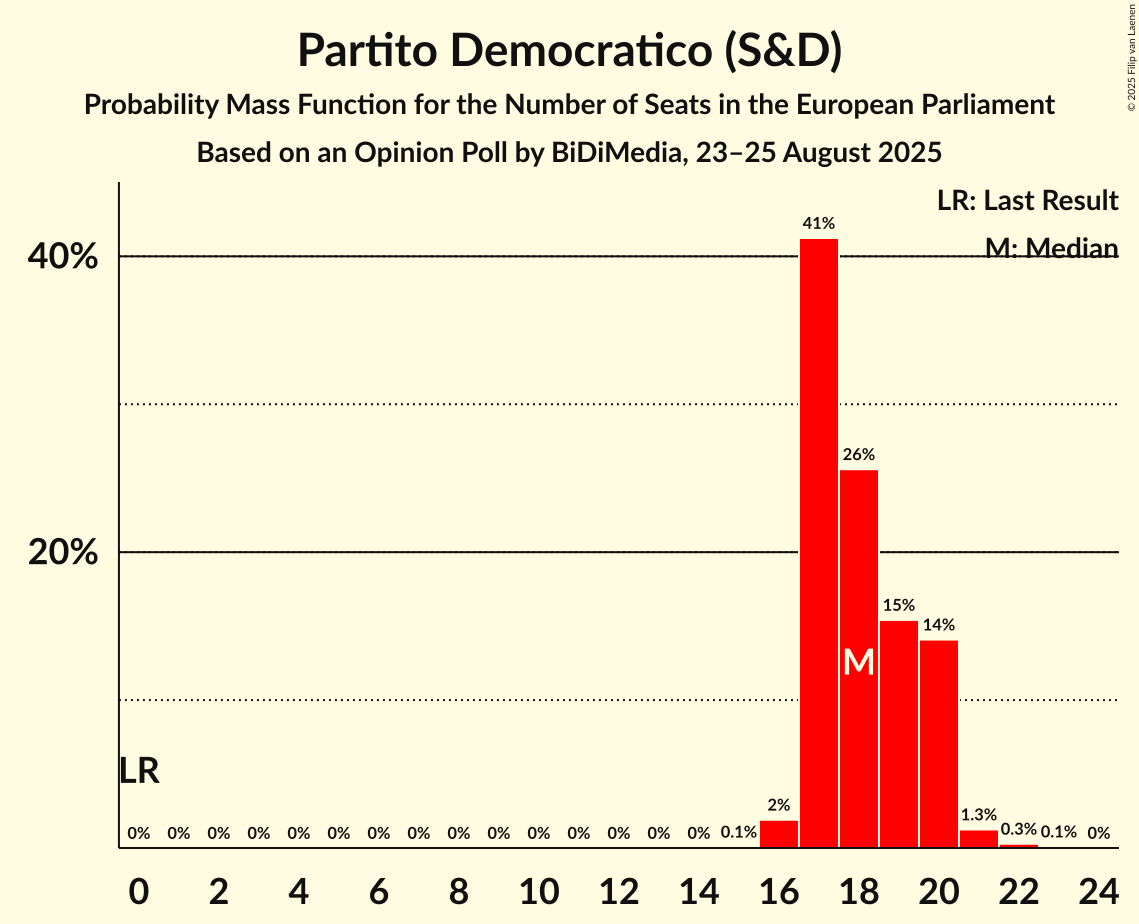 Partito Democratico (S&D)
Probability Mass Function for the Number of Seats in the European Parliament
Based on an Opinion Poll by BiDiMedia, 23–25 August 2025
© 2025 Filip van Laenen
LR: Last Result
M: Median
40%
20%
41%
26%
15%
14%
M
LR
0% 0% 0% 0% 0% 0% 0% 0% 0% 0% 0% 0% 0% 0% 0% 0.1% 2% 1.3% 0.3% 0.1% 0%
0 2 4 6 8 10 12 14 16 18 20 22 24